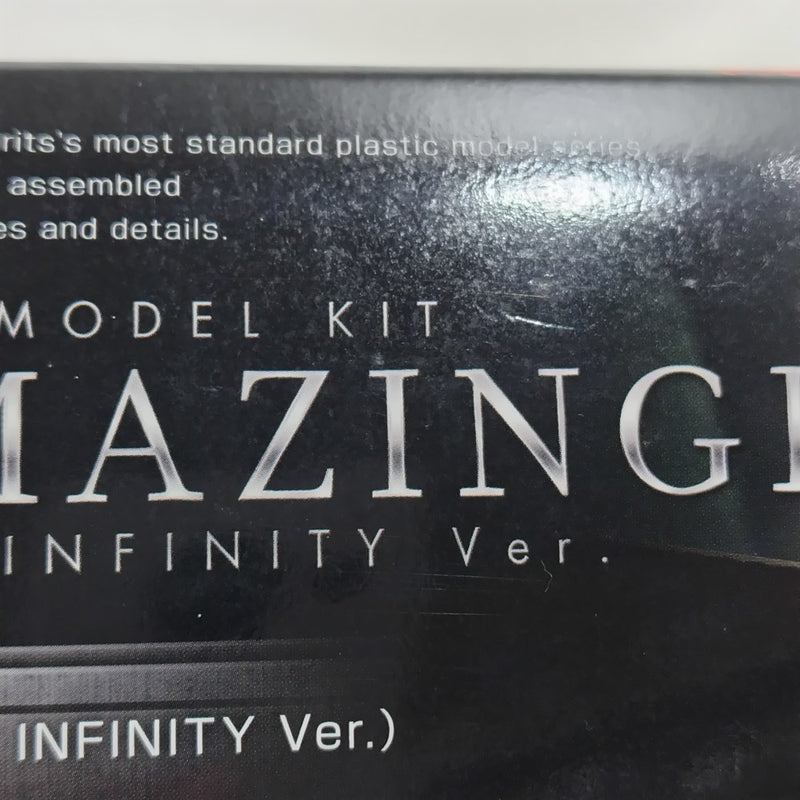 rits's most standard plastic model series
assembled
es and details.
MODEL KIT
MAZINGE
INFINITY Ver.
INFINITY Ver.)